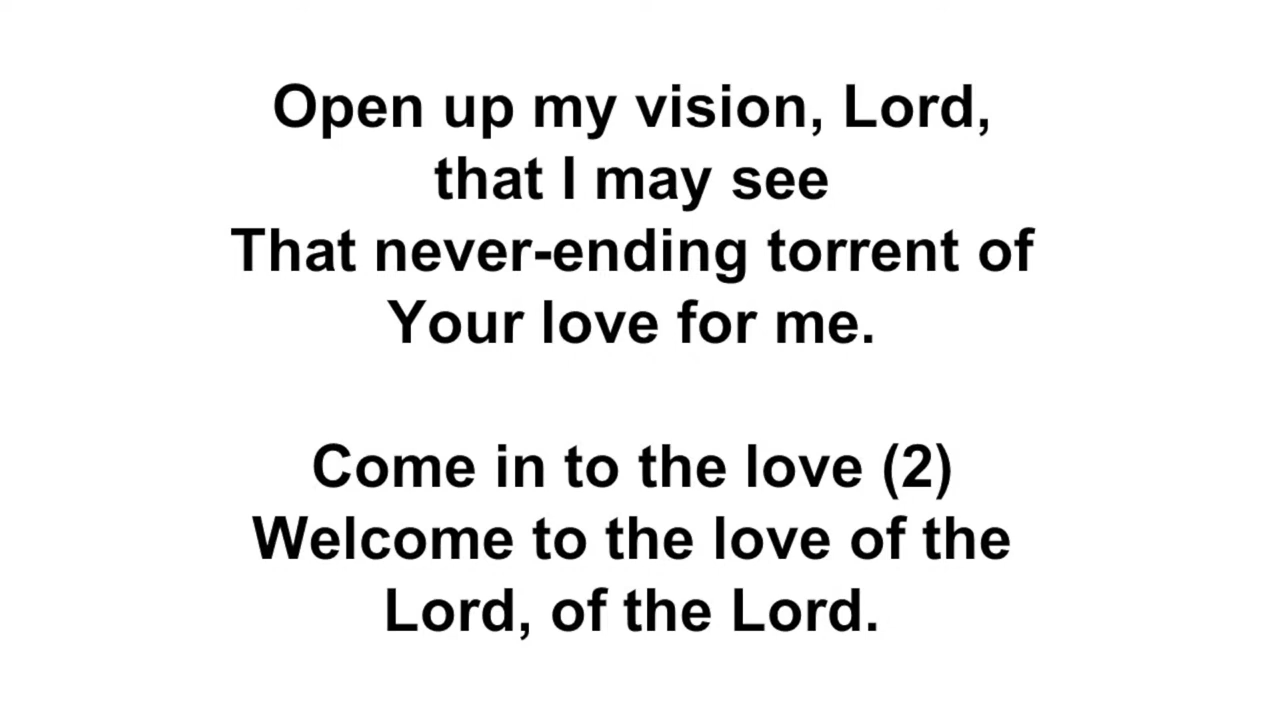 Open up my vision, Lord,
that I may see
That never-ending torrent of
Your love for me.
Come in to the love (2)
Welcome to the love of the
Lord, of the Lord.